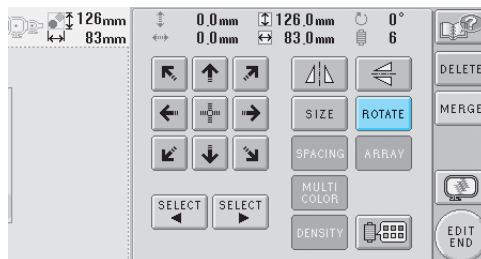 126mm
83mm
0.0mm 126.0mm 0°
0.0mm 83.0mm 6
DELETE
SIZE ROTATE
MERGE
SPACING ARRAY
MULTI
COLOR
SELECT SELECT
DENSITY
EDIT
END